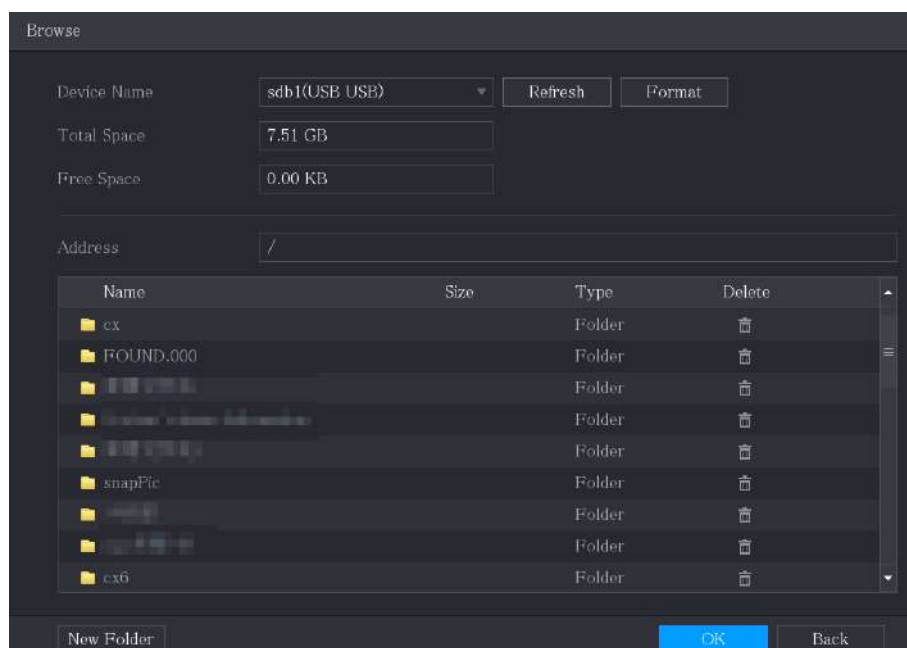 Browse
Device Name sdb1(USB USB) Refresh Format
Total Space 7.51 GB
Free Space 0.00 KB
Address /
Name Size Type Delete
cx Folder
FOUND.000 Folder
Folder
Folder
Folder
snapPic Folder
Folder
Folder
cx6 Folder
New Folder OK Back